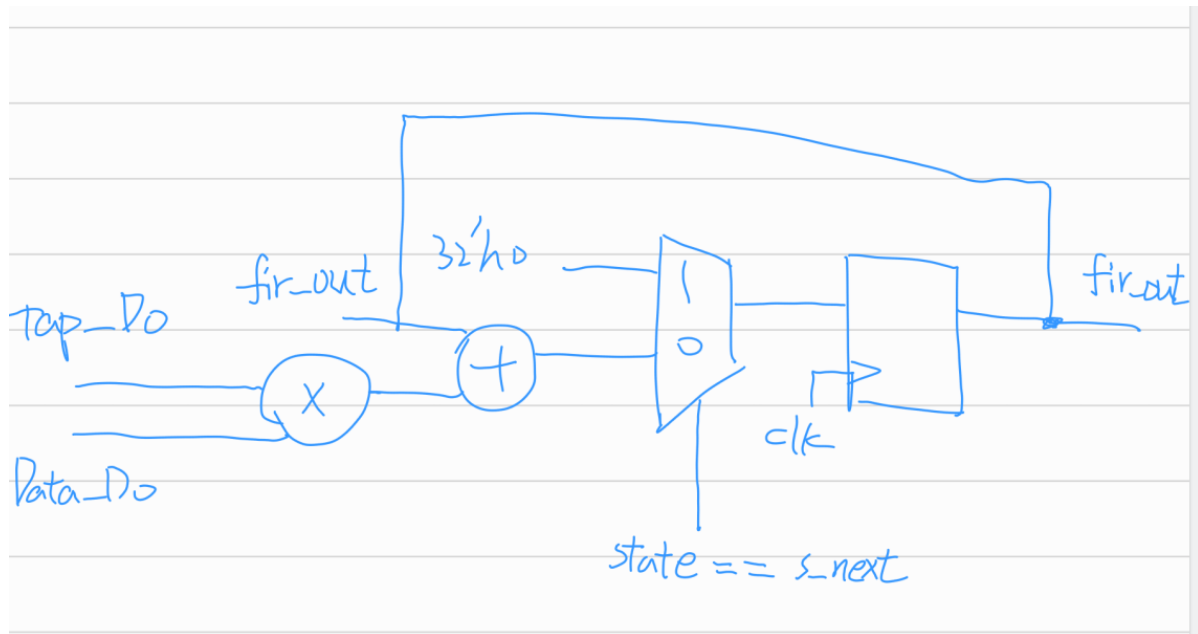 32'h0
fir_out
fir_out
Tap_Do
1
0
+
X
clk
Data_Do
state == s_next